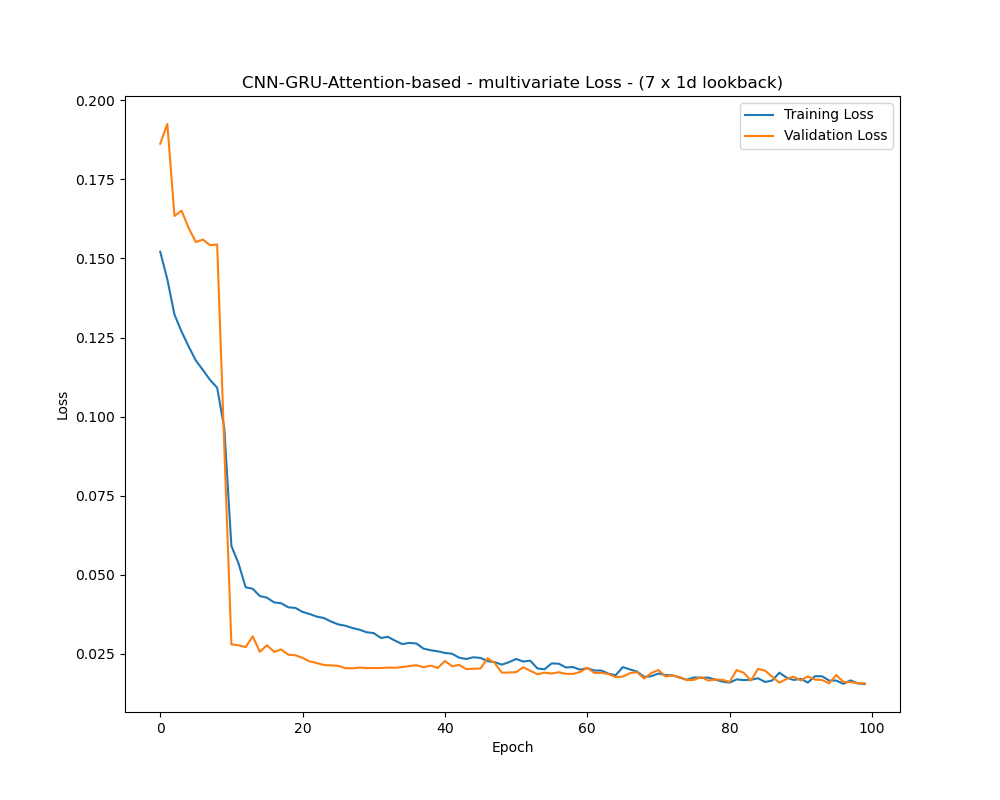 CNN-GRU-Attention-based - multivariate Loss - (7 x 1d lookback)
Training Loss
Validation Loss
0.200
0.175
0.150
0.125
0.100
0.075
0.050
0.025
Loss
0 20 40 60 80 100
Epoch